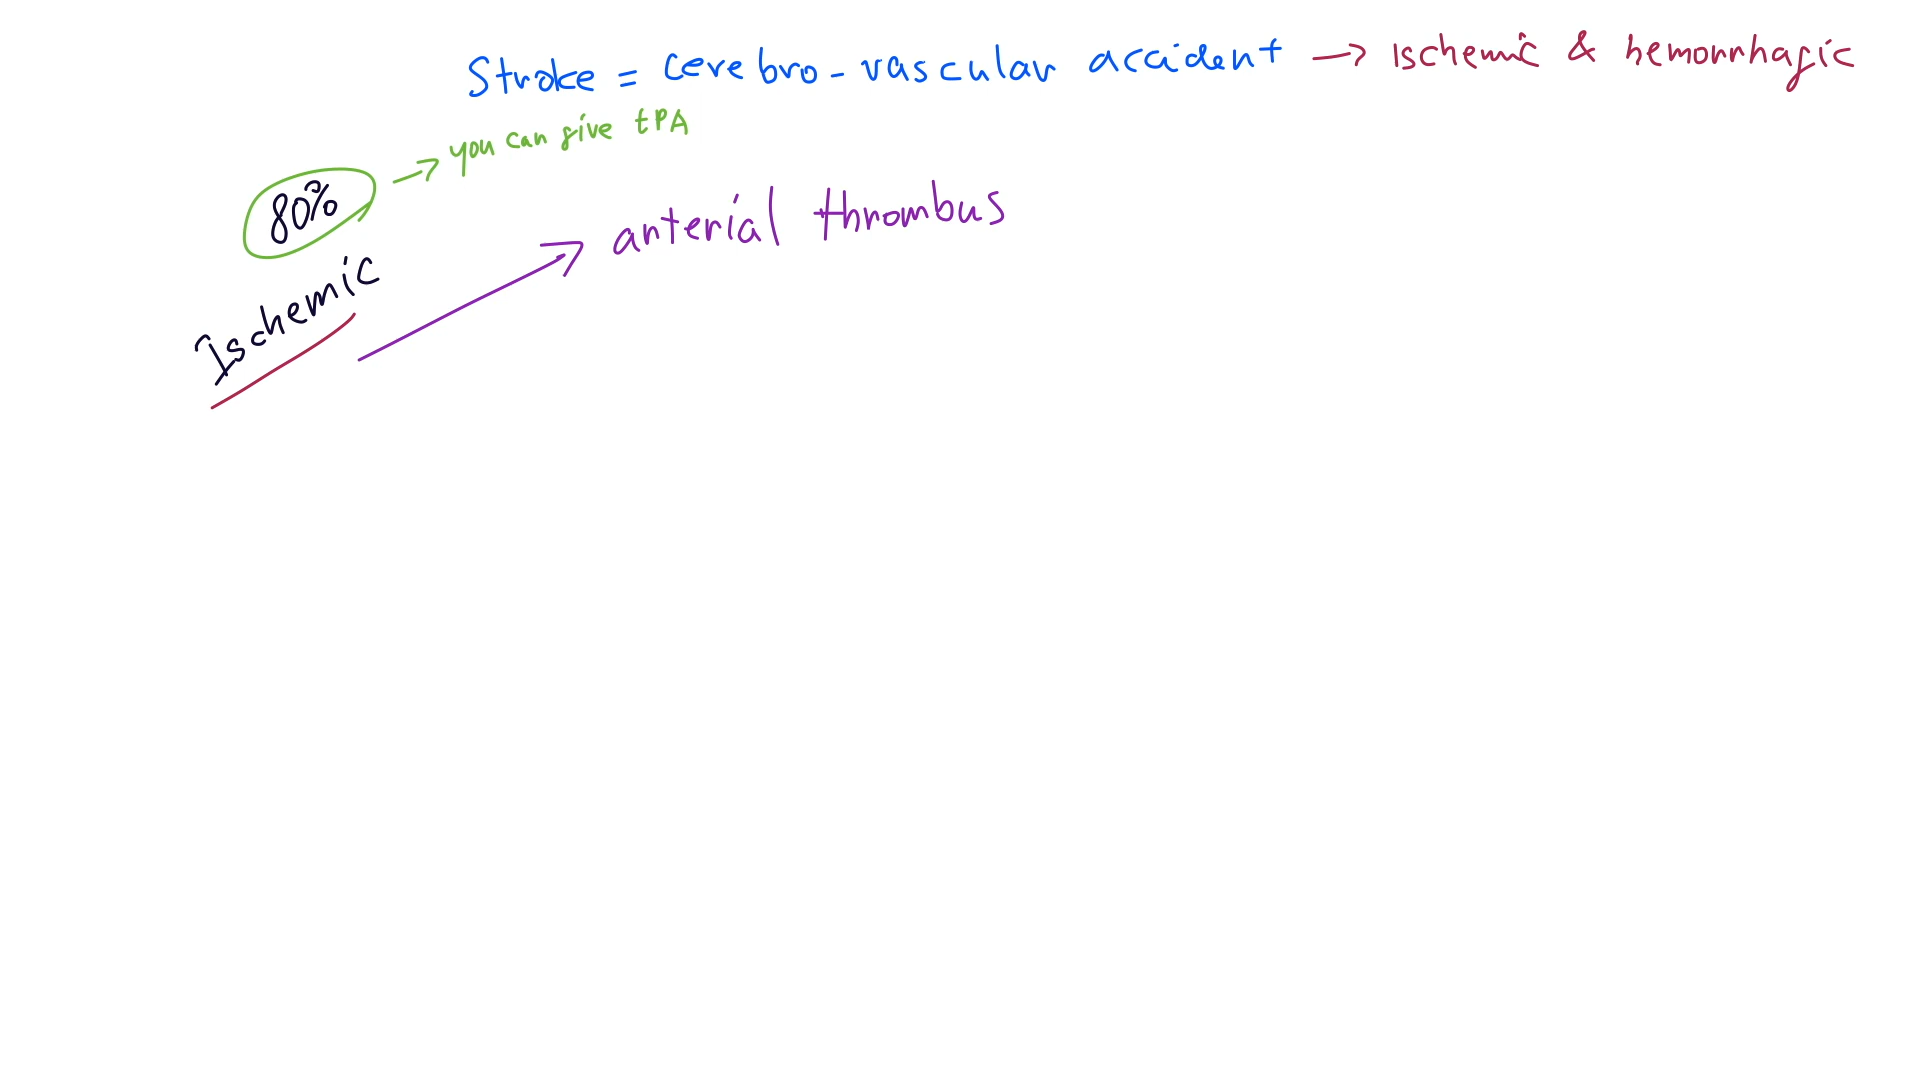 Stroke = cerebro-vascular accident → Ischemic & hemorrhagic
80% → you can give tPA
Ischemic → arterial thrombus